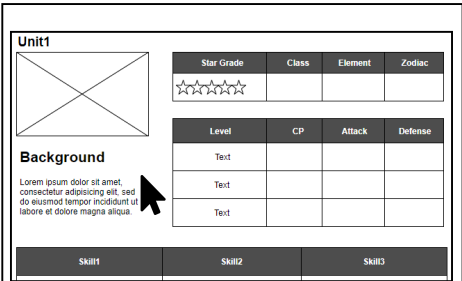 Unit1
Star Grade Class Element Zodiac
Level CP Attack Defense
Text
Text
Text
Background
Lorem ipsum dolor sit amet,
consectetur adipisicing elit, sed
do eiusmod tempor incididunt ut
labore et dolore magna aliqua.
Skill1 Skill2 Skill3